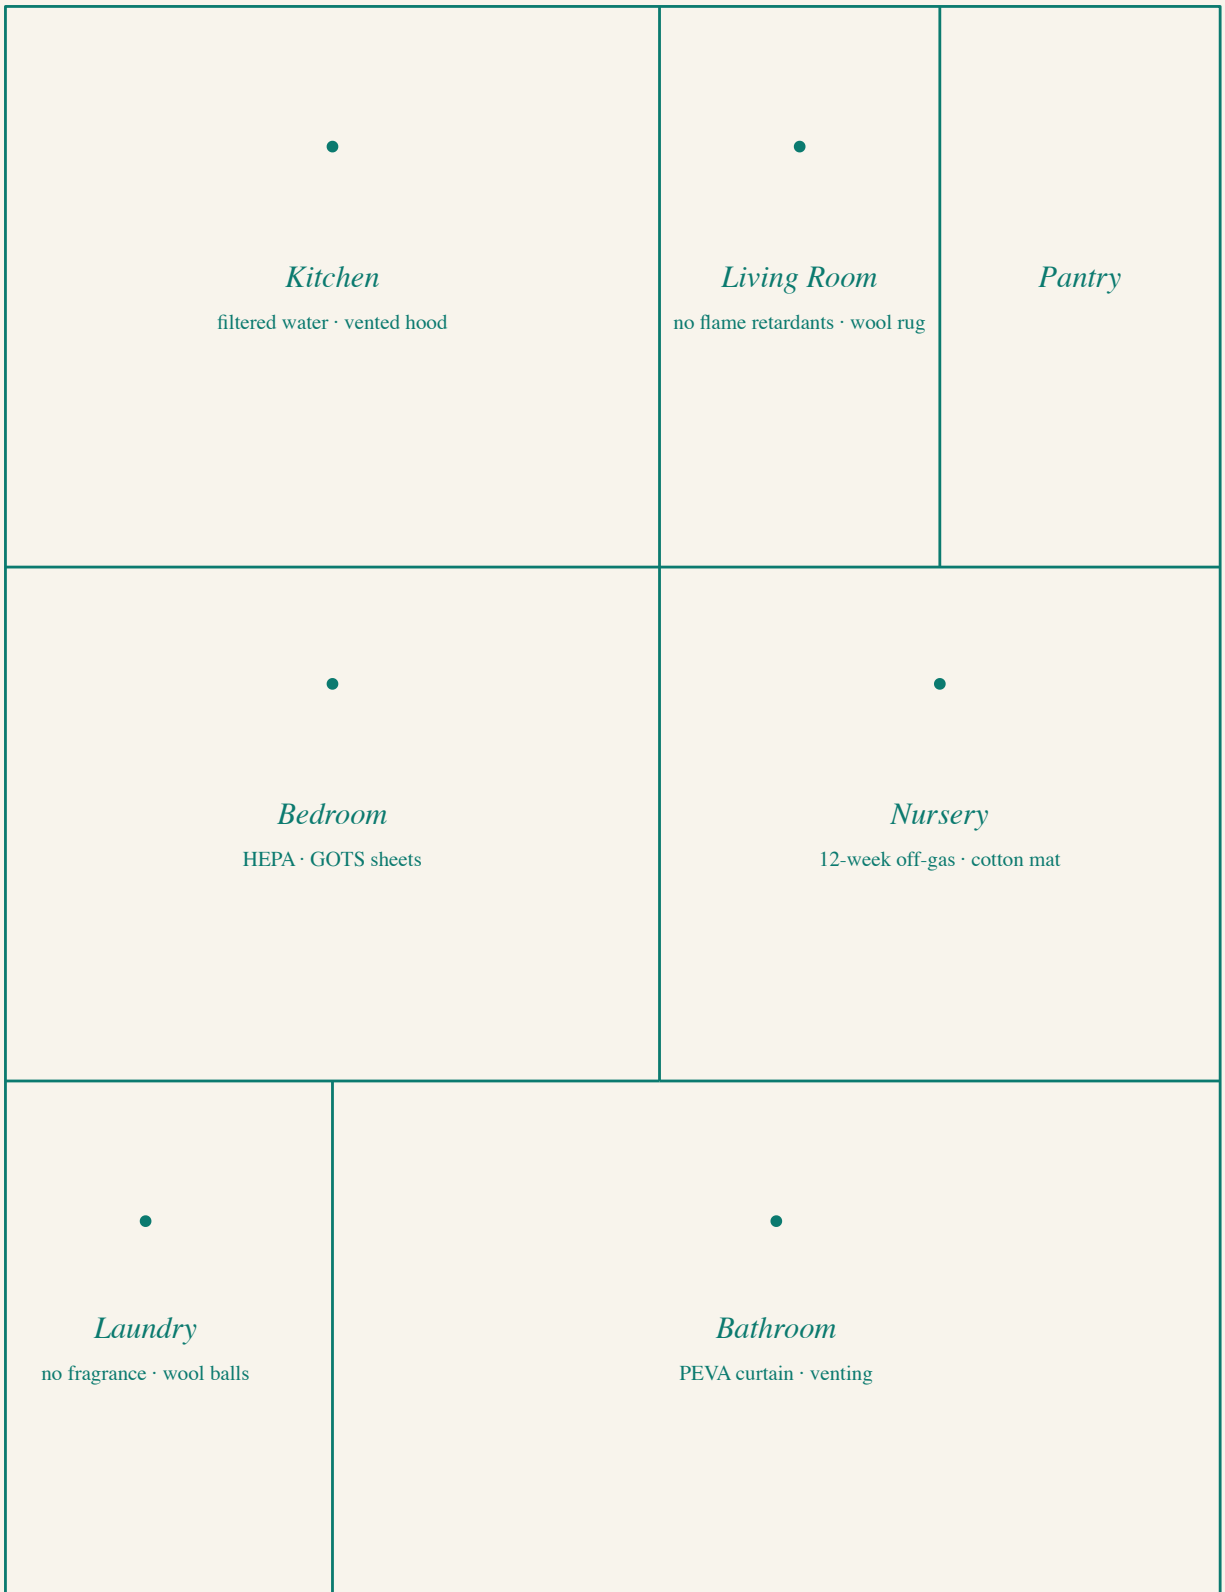 Kitchen
filtered water · vented hood
Living Room
no flame retardants · wool rug
Pantry
Bedroom
HEPA · GOTS sheets
Nursery
12-week off-gas · cotton mat
Laundry
no fragrance · wool balls
Bathroom
PEVA curtain · venting